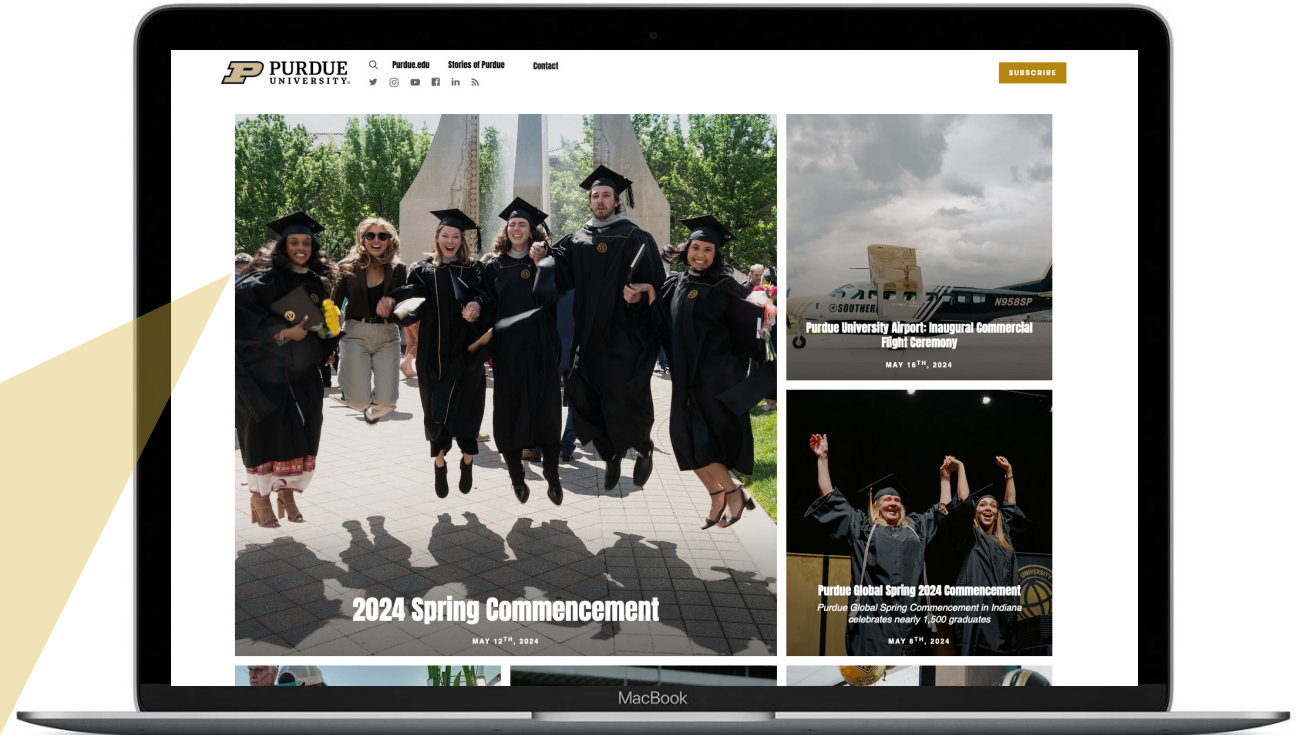 PURDUE
UNIVERSITY.
Purdue.edu
Stories of Purdue
Contact
SUBSCRIBE
2024 Spring Commencement
MAY 12TH, 2024
N958SP
Purdue University Airport: Inaugural Commercial
Flight Ceremony
MAY 16TH, 2024
UNIVERSITY
Purdue Global Spring 2024 Commencement
Purdue Global Spring Commencement in Indiana
celebrates nearly 1,500 graduates
MAY 8TH, 2024
MacBook